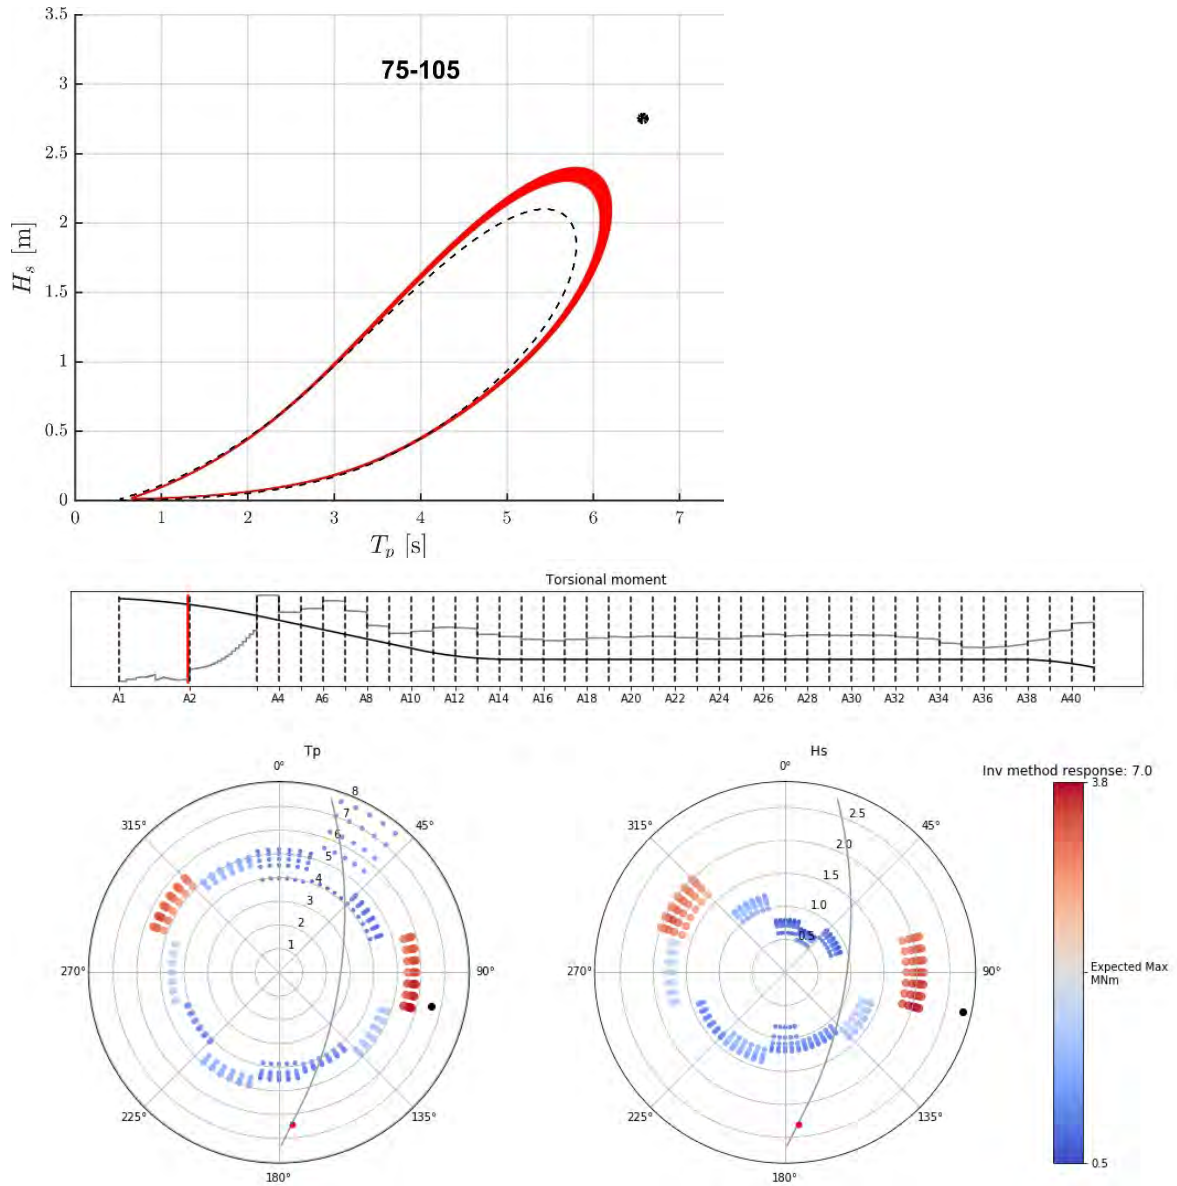 3.5
3
2.5
2
1.5
1
0.5
0
75-105
H_s [m]
0 1 2 3 4 5 6 7
T_p [s]
Torsional moment
A1 A2 A4 A6 A8 A10 A12 A14 A16 A18 A20 A22 A24 A26 A28 A30 A32 A34 A36 A38 A40
Tp
0°
45°
90°
135°
180°
225°
270°
315°
1 2 3 4 5 6 7 8
Hs
0°
45°
90°
135°
180°
225°
270°
315°
0.5 1.0 1.5 2.0 2.5
Inv method response: 7.0
3.8
Expected Max
MNm
0.5